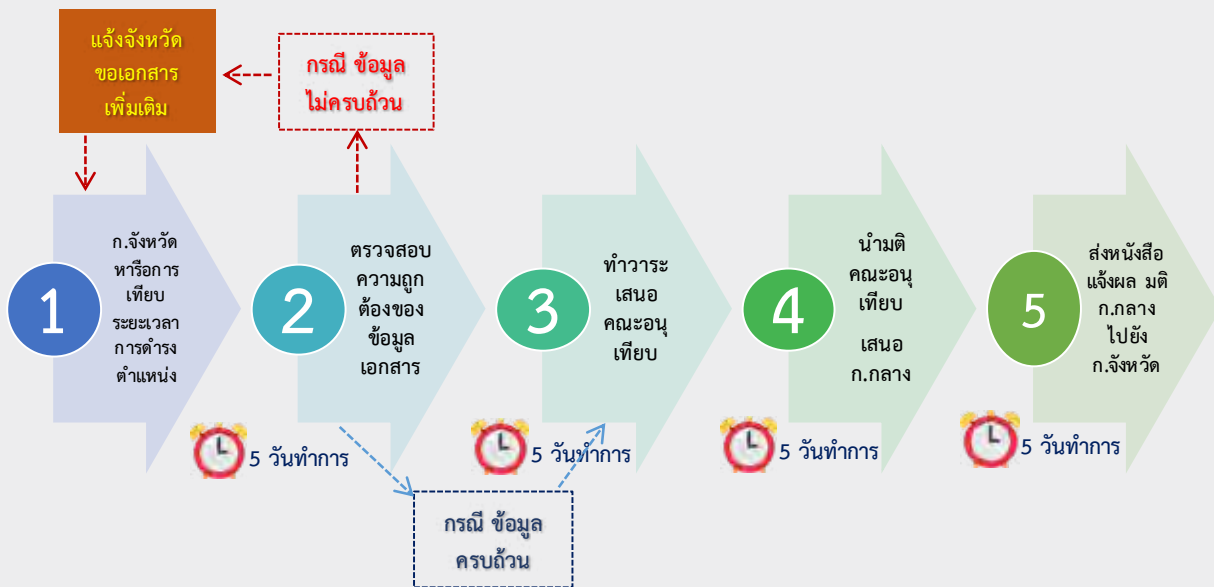 แจ้งจังหวัด
ขอเอกสาร
เพิ่มเติม
กรณี ข้อมูล
ไม่ครบถ้วน
1
ก.จังหวัด
หารือการ
เทียบ
ระยะเวลา
การดำรง
ตำแหน่ง
2
ตรวจสอบ
ความถูก
ต้องของ
ข้อมูล
เอกสาร
3
ทำวาระ
เสนอ
คณะอนุ
เทียบ
4
นำมติ
คณะอนุ
เทียบ
เสนอ
ก.กลาง
5
ส่งหนังสือ
แจ้งผล มติ
ก.กลาง
ไปยัง
ก.จังหวัด
5 วันทำการ
5 วันทำการ
5 วันทำการ
5 วันทำการ
กรณี ข้อมูล
ครบถ้วน